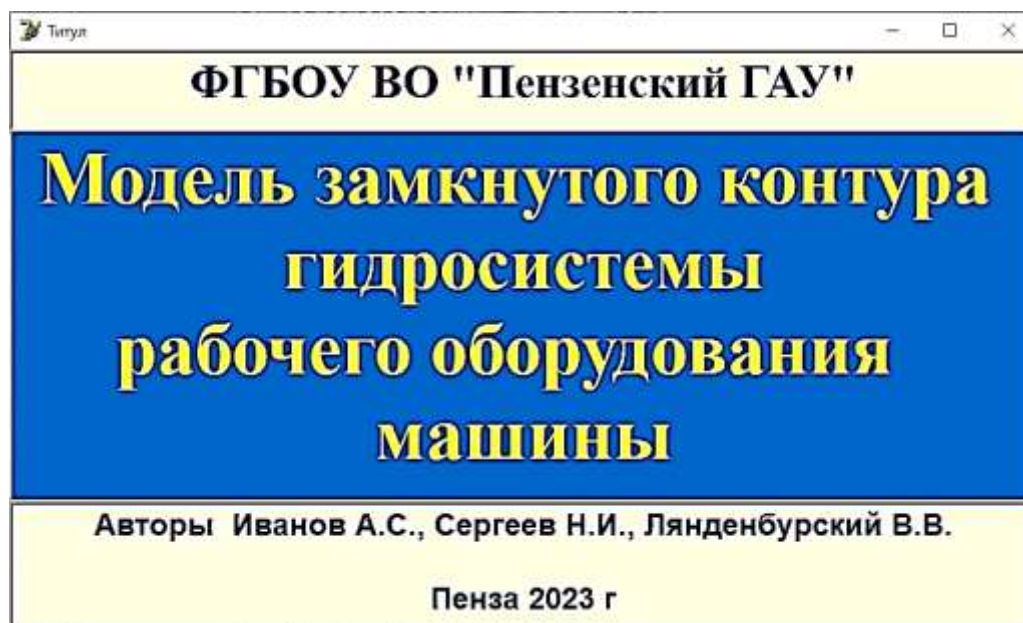 Титул
ФГБОУ ВО "Пензенский ГАУ"
Модель замкнутого контура
гидросистемы
рабочего оборудования
машины
Авторы Иванов А.С., Сергеев Н.И., Лянденбурский В.В.
Пенза 2023 г